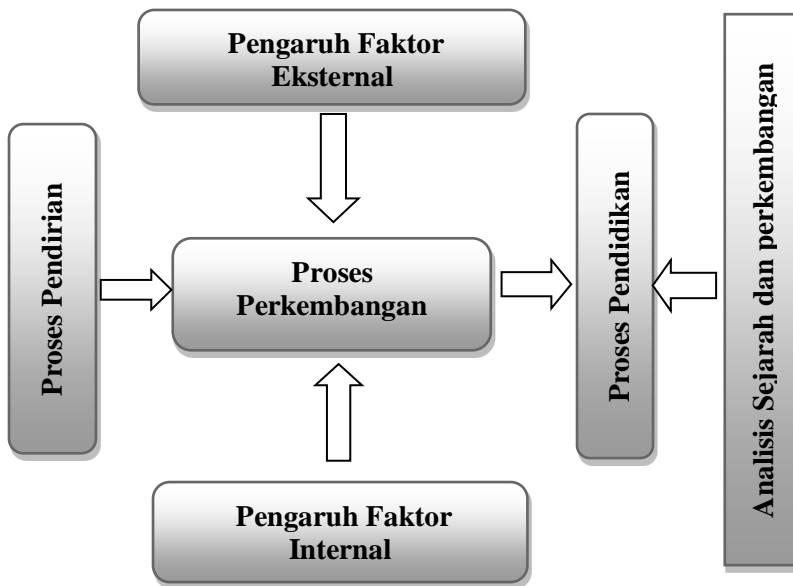 Pengaruh Faktor
Eksternal
Proses Pendirian
Proses
Perkembangan
Proses Pendidikan
Analisis Sejarah dan perkembangan
Pengaruh Faktor
Internal